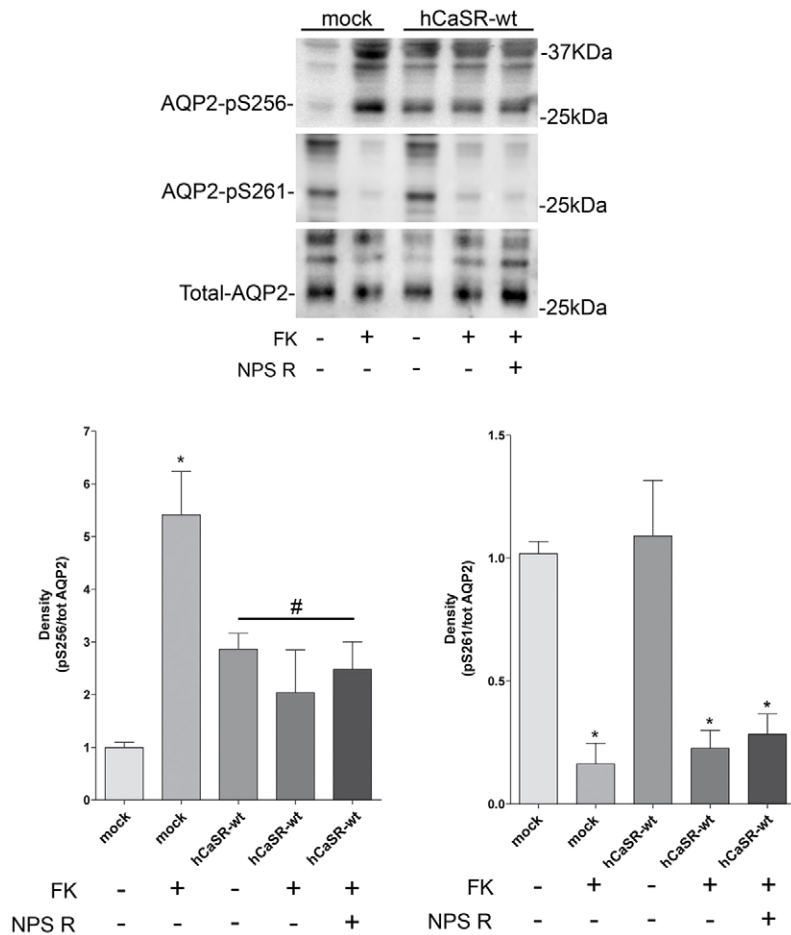 mock hCaSR-wt
-37KDa
AQP2-pS256-
-25kDa
AQP2-pS261-
-25kDa
Total-AQP2-
-25kDa
FK - + - + +
NPS R - - - - +
7
6
5
4
3
2
1
0
Density
(pS256/tot AQP2)
*
#
mock mock hCaSR-wt hCaSR-wt hCaSR-wt
FK - + - + +
NPS R - - - - +
1.5
1.0
0.5
0.0
Density
(pS261/tot AQP2)
* * *
mock mock hCaSR-wt hCaSR-wt hCaSR-wt
FK - + - + +
NPS R - - - - +